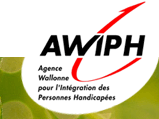 AWIPH
Agence
Wallonne
pour l'Intégration des
Personnes Handicapées